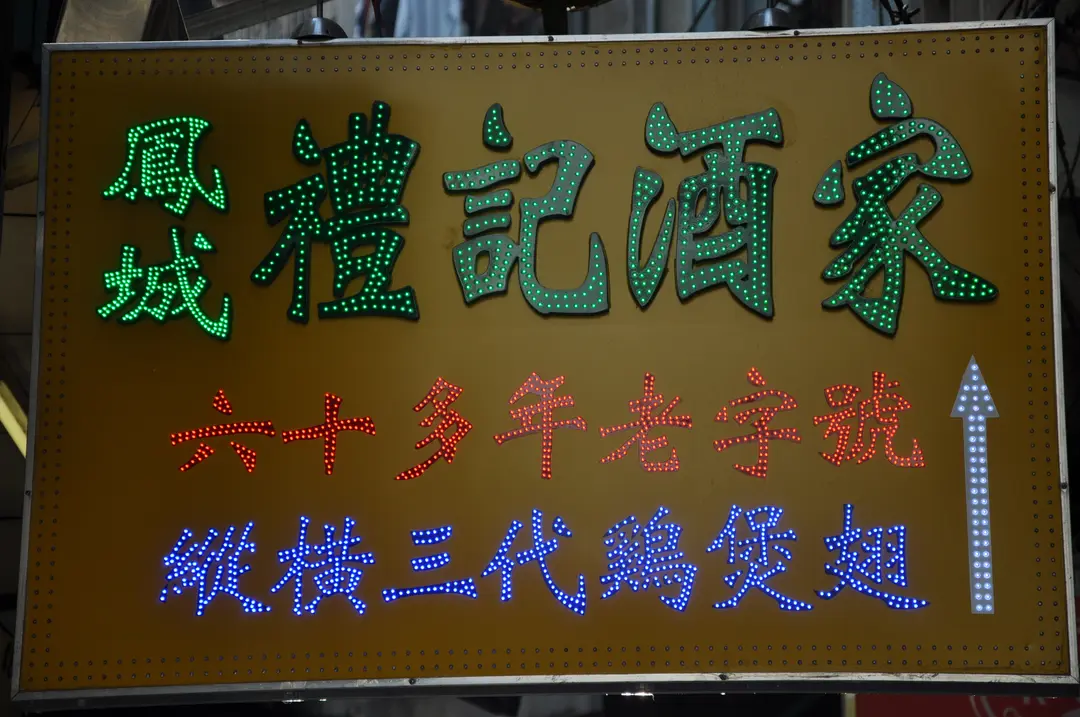 鳳城
禮記酒家
六十多年老字號
縱橫三代鷄煲翅